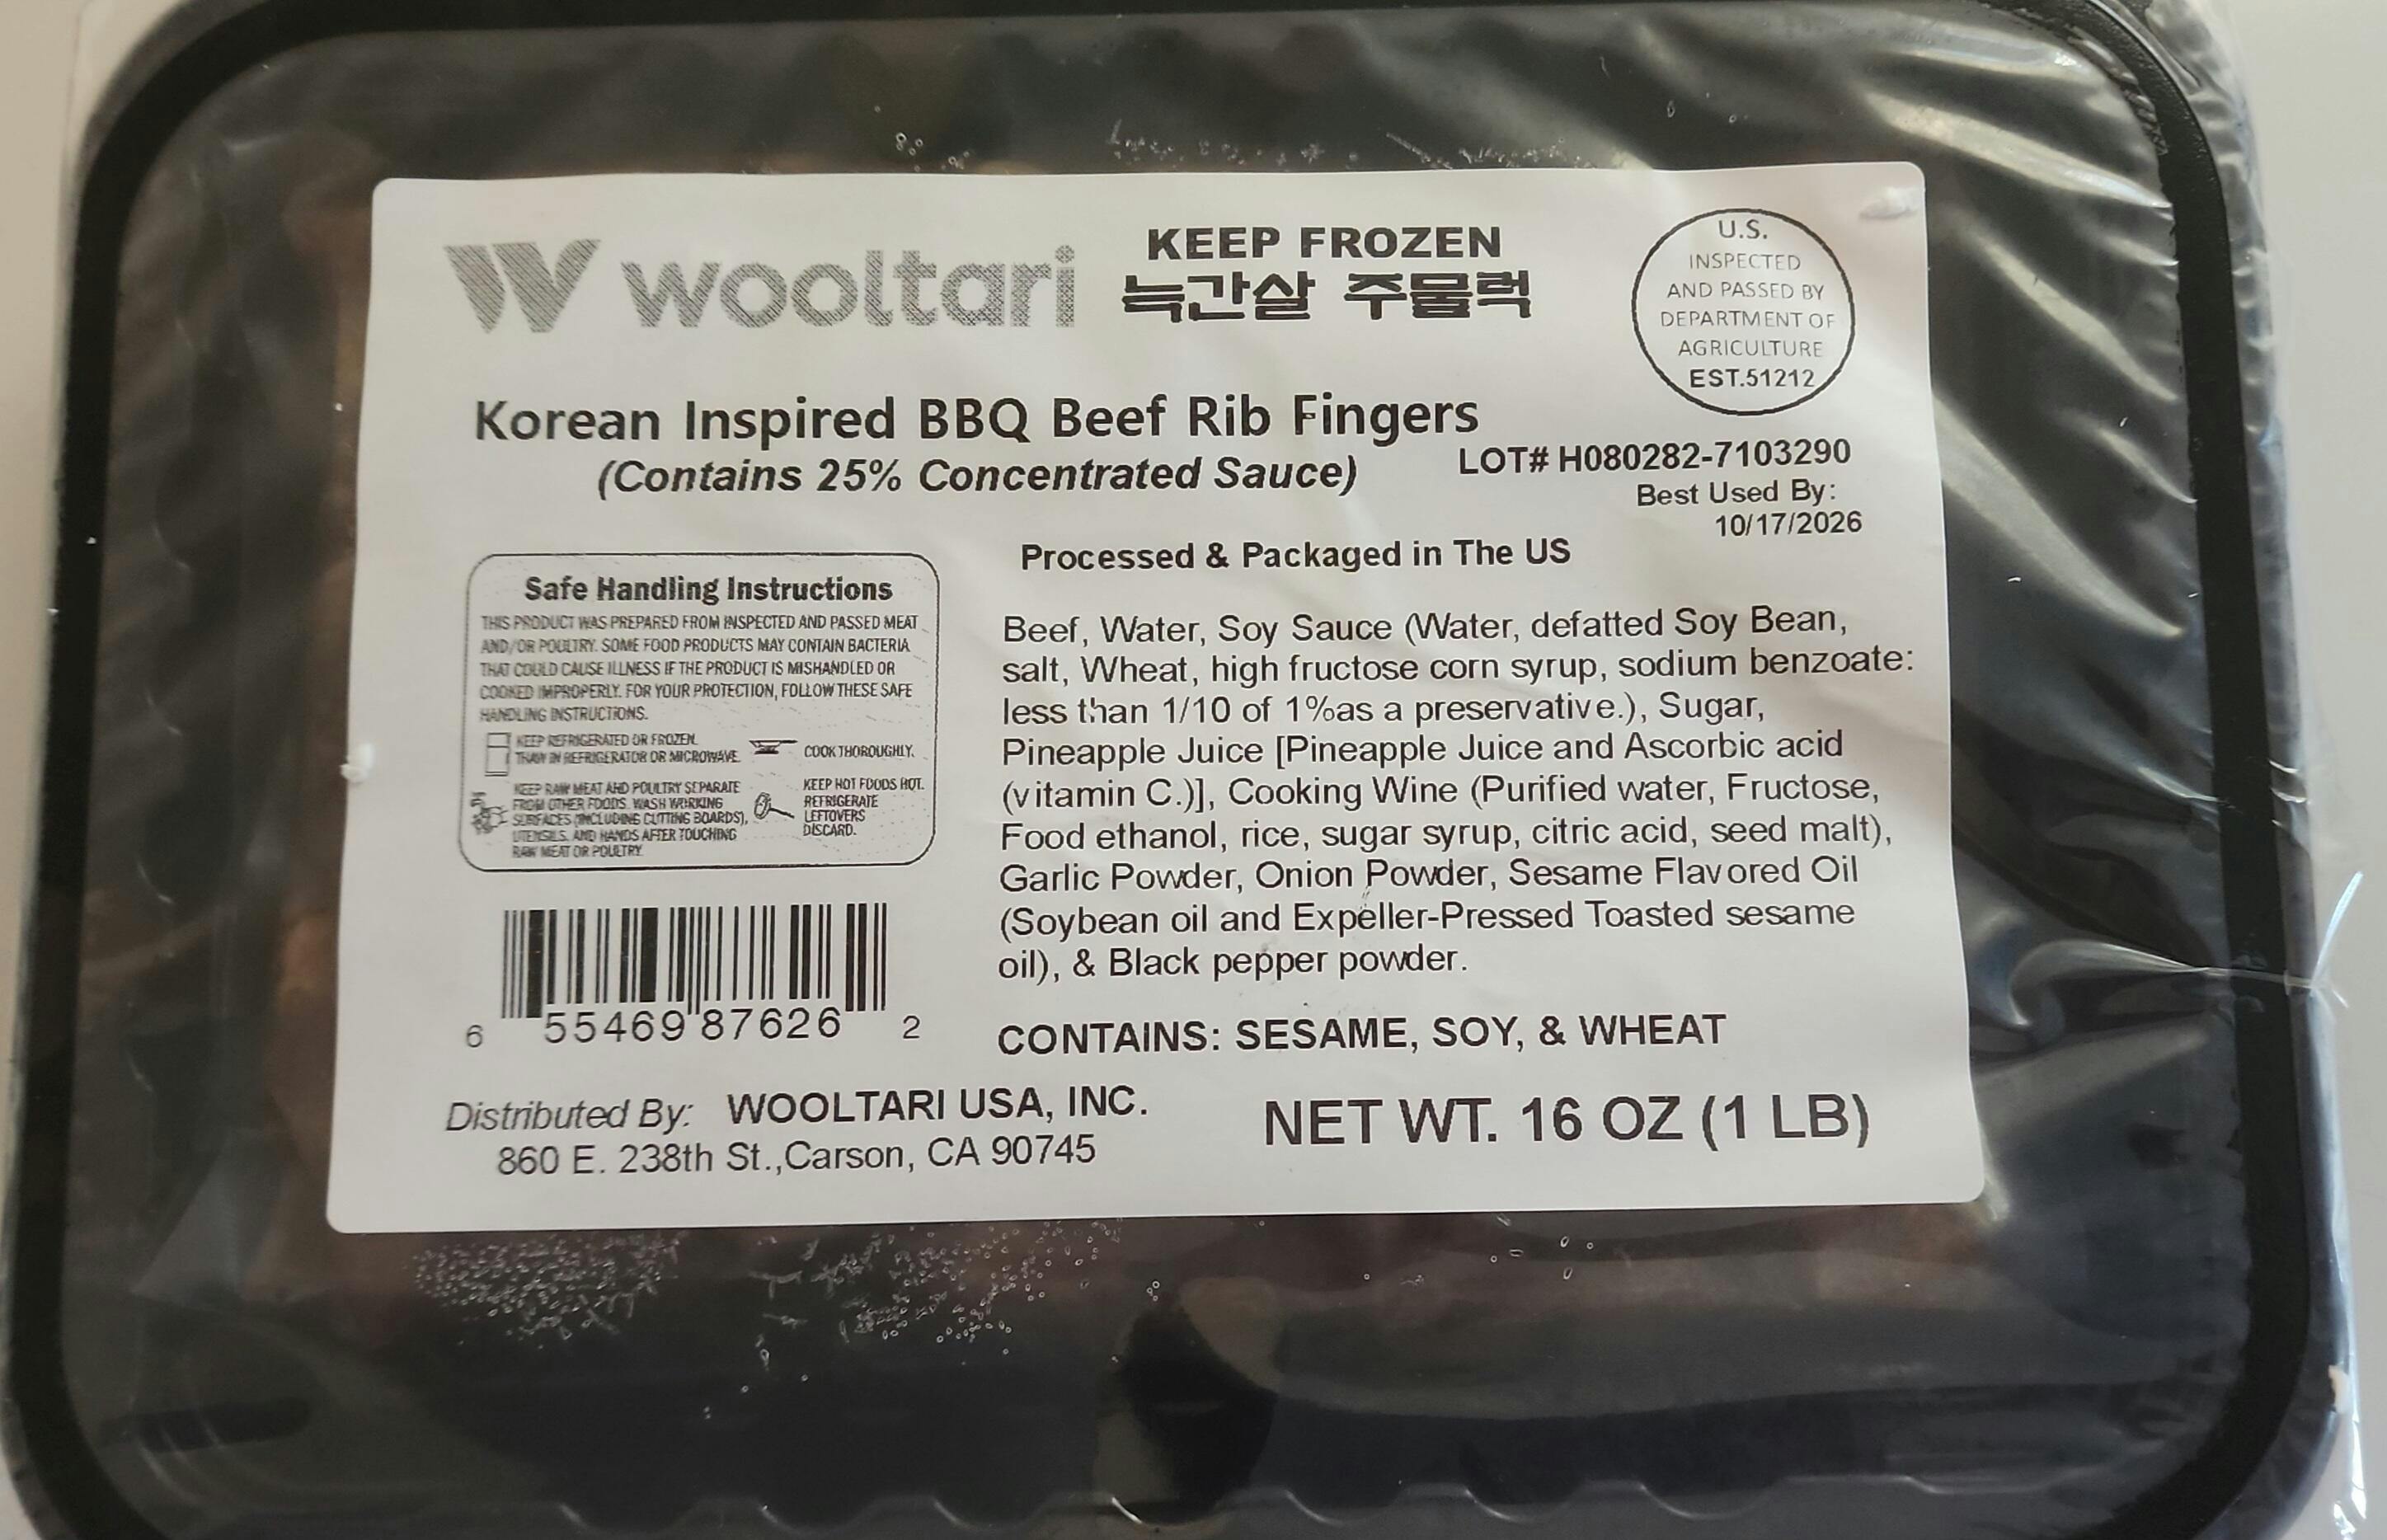 wooltari
KEEP FROZEN
늑간살 주물럭
U.S.
INSPECTED
AND PASSED BY
DEPARTMENT OF
AGRICULTURE
EST.51212
Korean Inspired BBQ Beef Rib Fingers
(Contains 25% Concentrated Sauce)
LOT# H080282-7103290
Best Used By:
10/17/2026
Processed & Packaged in The US
Safe Handling Instructions
THIS PRODUCT WAS PREPARED FROM INSPECTED AND PASSED MEAT
AND/OR POULTRY. SOME FOOD PRODUCTS MAY CONTAIN BACTERIA
THAT COULD CAUSE ILLNESS IF THE PRODUCT IS MISHANDLED OR
COOKED IMPROPERLY. FOR YOUR PROTECTION, FOLLOW THESE SAFE
HANDLING INSTRUCTIONS.
KEEP REFRIGERATED OR FROZEN.
THAW IN REFRIGERATOR OR MICROWAVE.
COOK THOROUGHLY.
KEEP RAW MEAT AND POULTRY SEPARATE
FROM OTHER FOODS. WASH WORKING
SURFACES (INCLUDING CUTTING BOARDS),
UTENSILS, AND HANDS AFTER TOUCHING
RAW MEAT OR POULTRY.
KEEP HOT FOODS HOT.
REFRIGERATE
LEFTOVERS
DISCARD.
Beef, Water, Soy Sauce (Water, defatted Soy Bean,
salt, Wheat, high fructose corn syrup, sodium benzoate:
less than 1/10 of 1%as a preservative.), Sugar,
Pineapple Juice [Pineapple Juice and Ascorbic acid
(vitamin C.)], Cooking Wine (Purified water, Fructose,
Food ethanol, rice, sugar syrup, citric acid, seed malt),
Garlic Powder, Onion Powder, Sesame Flavored Oil
(Soybean oil and Expeller-Pressed Toasted sesame
oil), & Black pepper powder.
6 55469 87626 2
CONTAINS: SESAME, SOY, & WHEAT
Distributed By: WOOLTARI USA, INC.
860 E. 238th St.,Carson, CA 90745
NET WT. 16 OZ (1 LB)